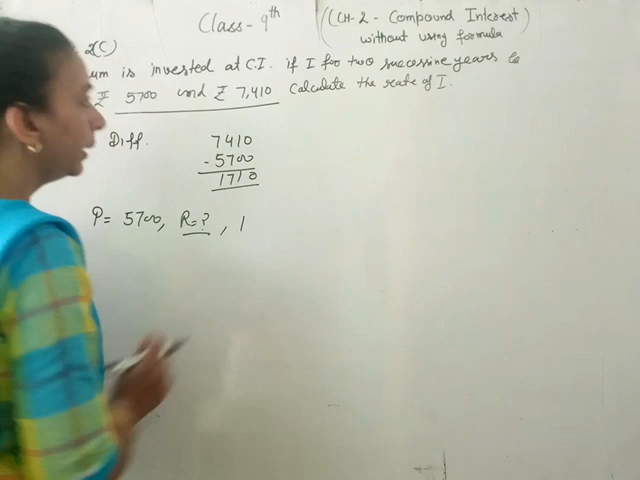 Class - 9th (CH-2 - Compound Interest)
without using formula
2(C)
um is invested at C.I. if I for two successive years be
₹ 5700 and ₹ 7,410 Calculate the rate of I.
Diff. 7410
- 5700
1710
P = 5700, R = ?, 1